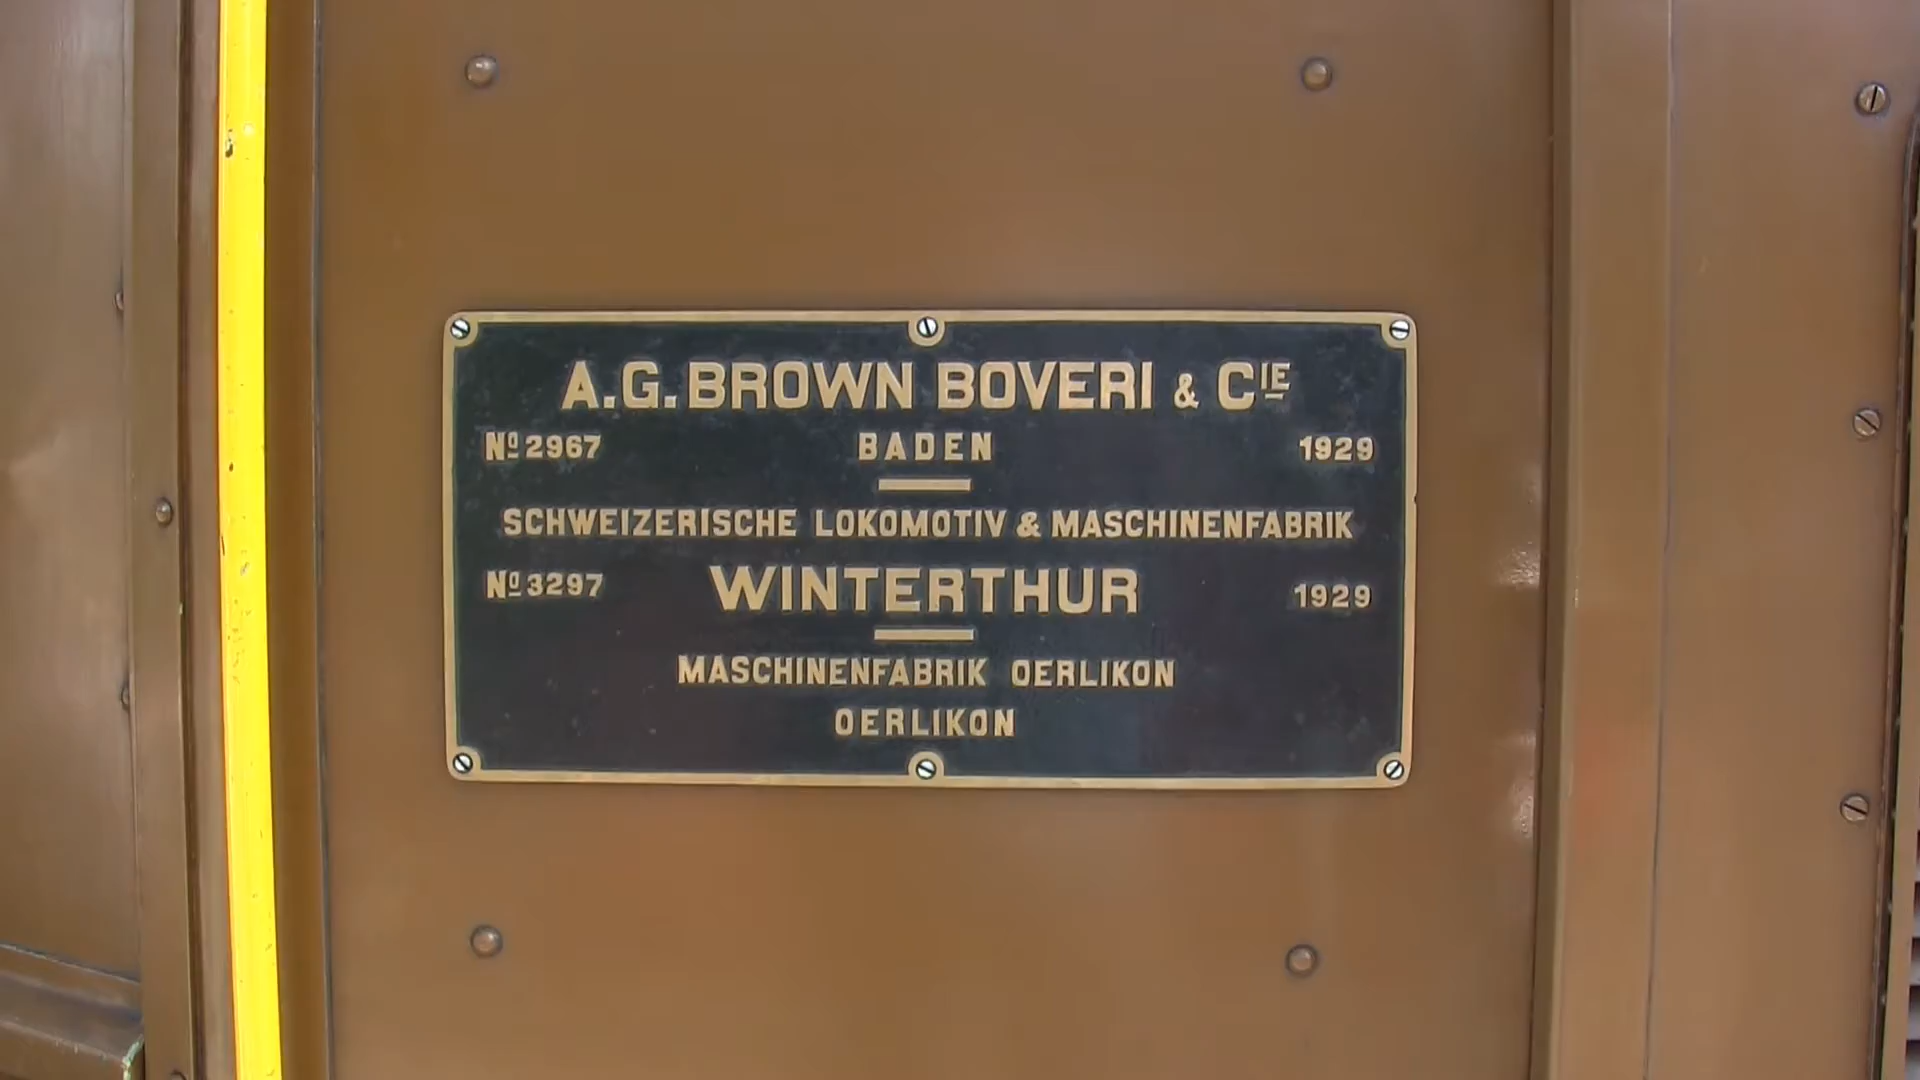 A.G. BROWN BOVERI & CIE
Nº 2967 BADEN 1929
SCHWEIZERISCHE LOKOMOTIV & MASCHINENFABRIK
Nº 3297 WINTERTHUR 1929
MASCHINENFABRIK OERLIKON
OERLIKON